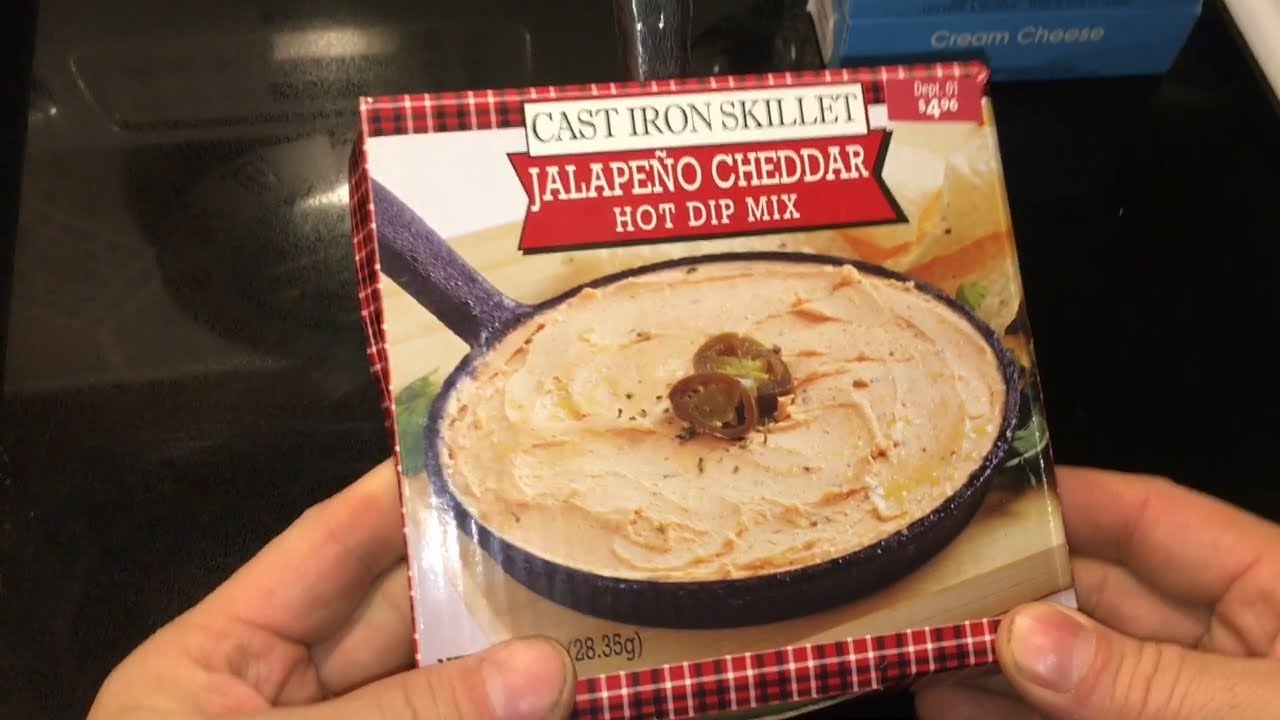 Cream Cheese
Dept. 01
$4.96
CAST IRON SKILLET
JALAPEÑO CHEDDAR
HOT DIP MIX
(28.35g)